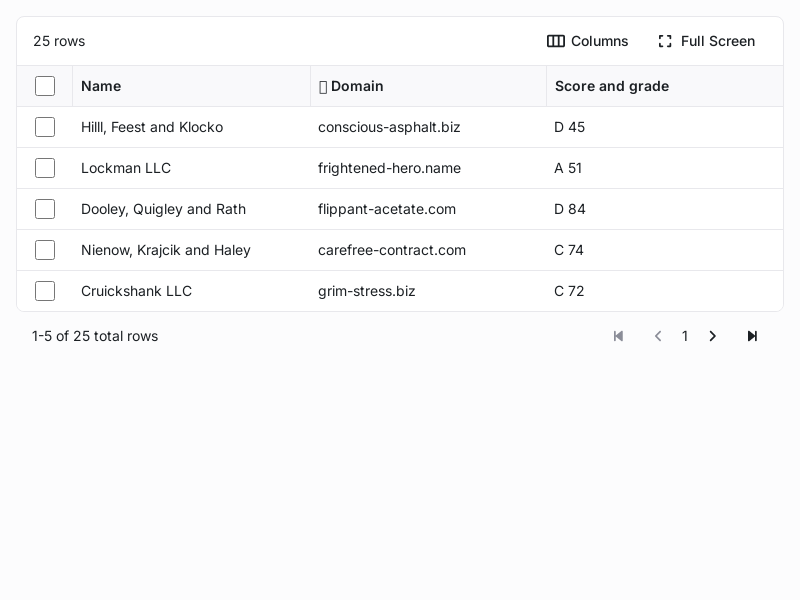 25 rows Columns Full Screen
Name Domain Score and grade
Hilll, Feest and Klocko conscious-asphalt.biz D 45
Lockman LLC frightened-hero.name A 51
Dooley, Quigley and Rath flippant-acetate.com D 84
Nienow, Krajcik and Haley carefree-contract.com C 74
Cruickshank LLC grim-stress.biz C 72
1-5 of 25 total rows 1